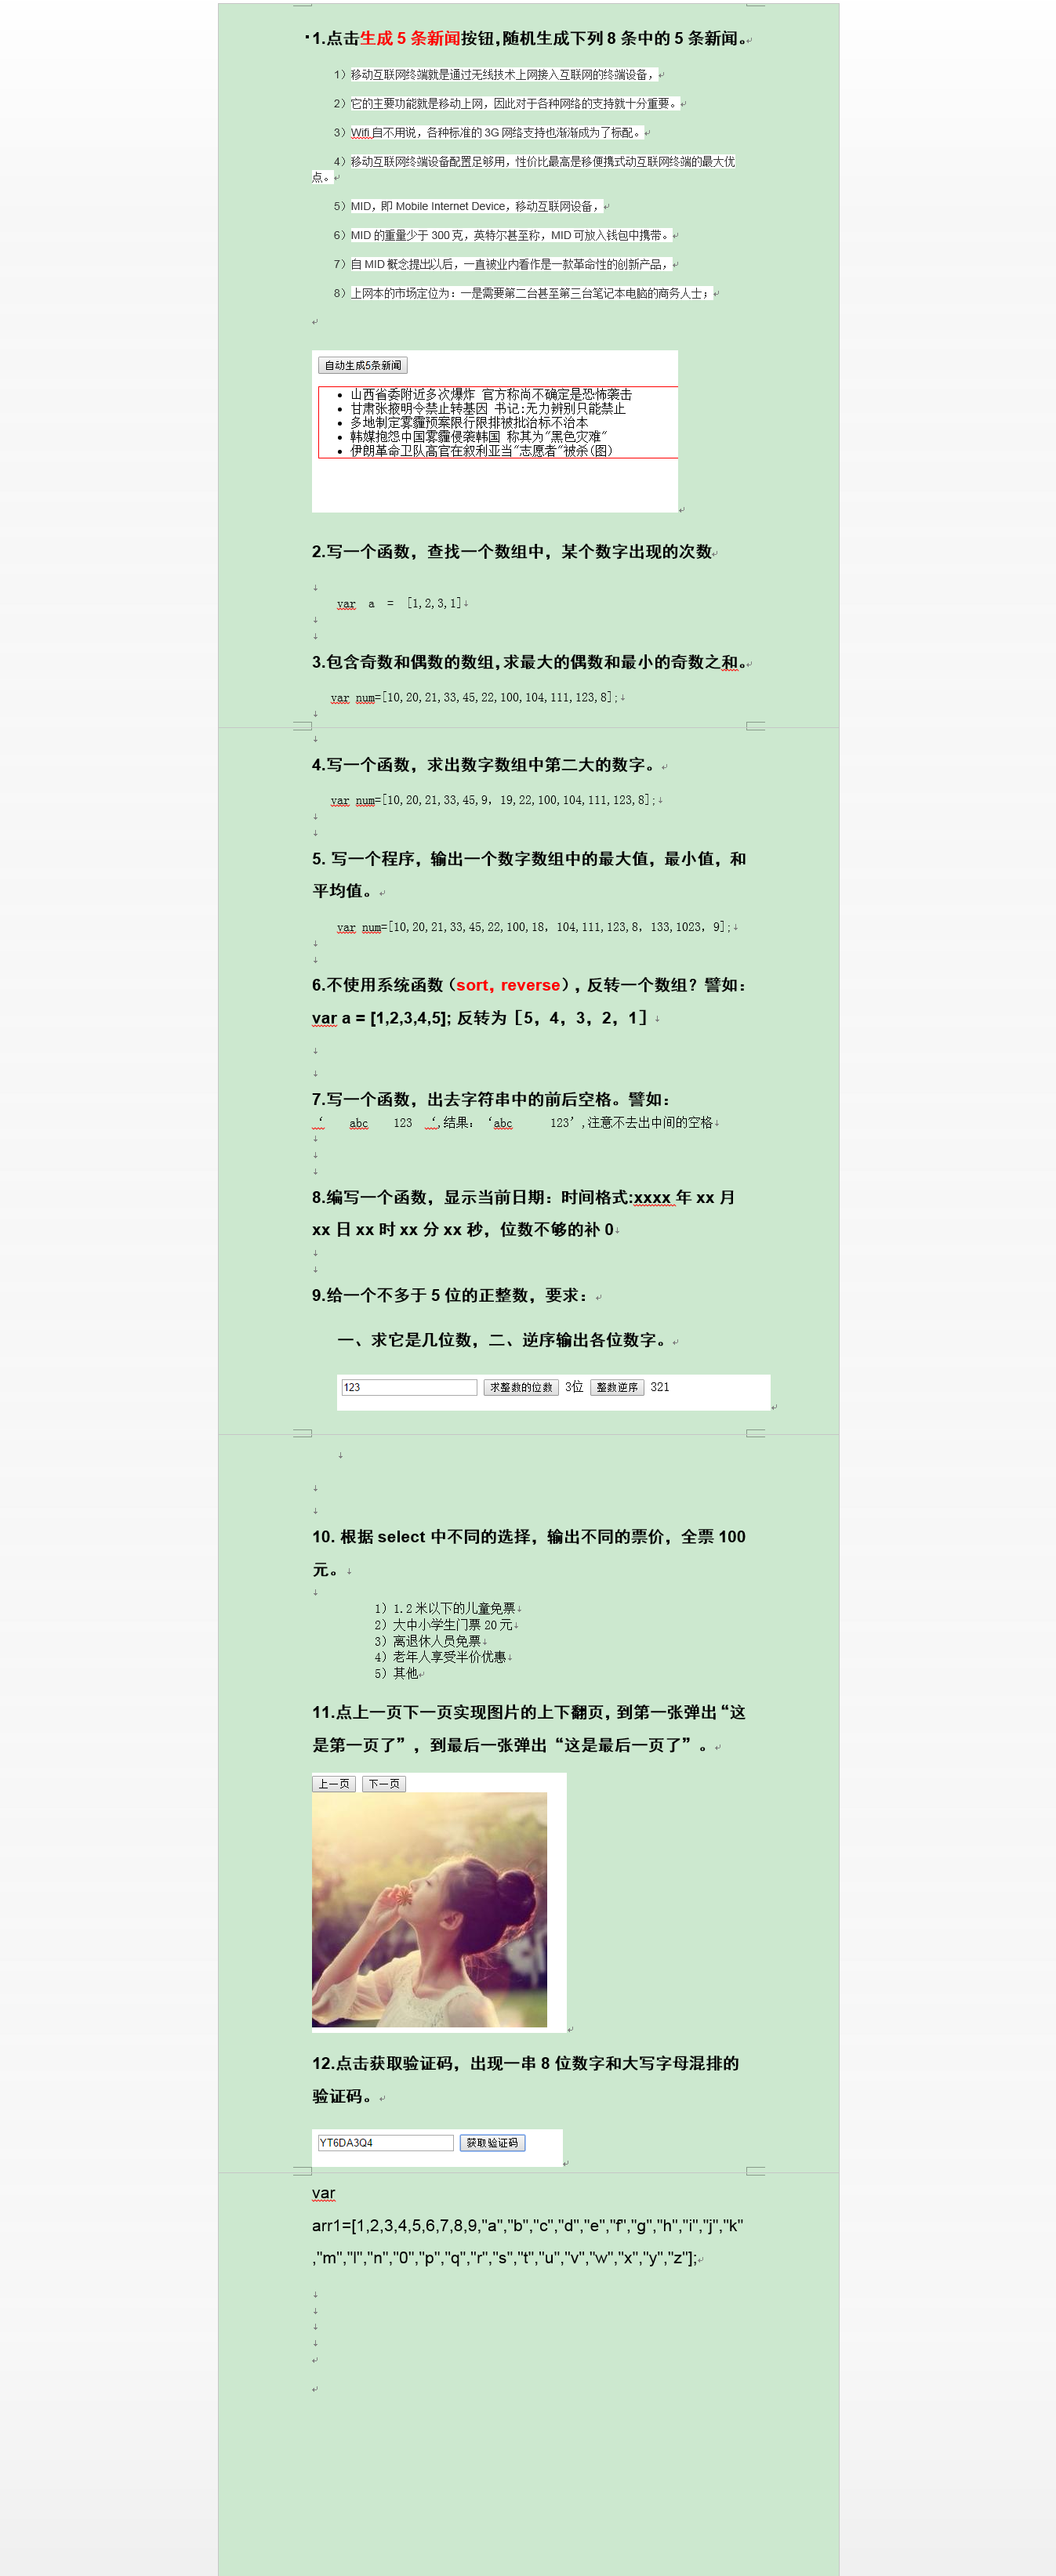 1.点击生成 5 条新闻按钮,随机生成下列 8 条中的 5 条新闻。
1）移动互联网终端就是通过无线技术上网接入互联网的终端设备，
2）它的主要功能就是移动上网，因此对于各种网络的支持就十分重要。
3）Wifi 自不用说，各种标准的 3G 网络支持也渐渐成为了标配。
4）移动互联网终端设备配置足够用，性价比最高是移便携式动互联网终端的最大优
点。
5）MID，即 Mobile Internet Device，移动互联网设备，
6）MID 的重量少于 300 克，英特尔甚至称，MID 可放入钱包中携带。
7）自 MID 概念提出以后，一直被业内看作是一款革命性的创新产品，
8）上网本的市场定位为：一是需要第二台甚至第三台笔记本电脑的商务人士；
自动生成5条新闻
山西省委附近多次爆炸 官方称尚不确定是恐怖袭击
甘肃张掖明令禁止转基因 书记:无力辨别只能禁止
多地制定雾霾预案限行限排被批治标不治本
韩媒抱怨中国雾霾侵袭韩国 称其为"黑色灾难"
伊朗革命卫队高官在叙利亚当"志愿者"被杀(图)
2.写一个函数，查找一个数组中，某个数字出现的次数
var a = [1,2,3,1]
3.包含奇数和偶数的数组,求最大的偶数和最小的奇数之和。
var num=[10,20,21,33,45,22,100,104,111,123,8];
4.写一个函数，求出数字数组中第二大的数字。
var num=[10,20,21,33,45,9，19,22,100,104,111,123,8];
5. 写一个程序，输出一个数字数组中的最大值，最小值，和
平均值。
var num=[10,20,21,33,45,22,100,18，104,111,123,8，133,1023，9];
6.不使用系统函数（sort，reverse），反转一个数组？譬如：
var a = [1,2,3,4,5]; 反转为［5，4，3，2，1］
7.写一个函数，出去字符串中的前后空格。譬如：
‘ abc 123 ‘,结果：‘abc 123’,注意不去出中间的空格
8.编写一个函数，显示当前日期：时间格式:xxxx 年 xx 月
xx 日 xx 时 xx 分 xx 秒，位数不够的补 0
9.给一个不多于 5 位的正整数，要求：
一、求它是几位数，二、逆序输出各位数字。
123 求整数的位数 3位 整数逆序 321
10. 根据 select 中不同的选择，输出不同的票价，全票 100
元。
1）1.2 米以下的儿童免票
2）大中小学生门票 20 元
3）离退休人员免票
4）老年人享受半价优惠
5）其他
11.点上一页下一页实现图片的上下翻页,到第一张弹出“这
是第一页了”，到最后一张弹出“这是最后一页了”。
上一页 下一页
12.点击获取验证码，出现一串 8 位数字和大写字母混排的
验证码。
YT6DA3Q4 获取验证码
var
arr1=[1,2,3,4,5,6,7,8,9,"a","b","c","d","e","f","g","h","i","j","k"
,"m","l","n","0","p","q","r","s","t","u","v","w","x","y","z"];